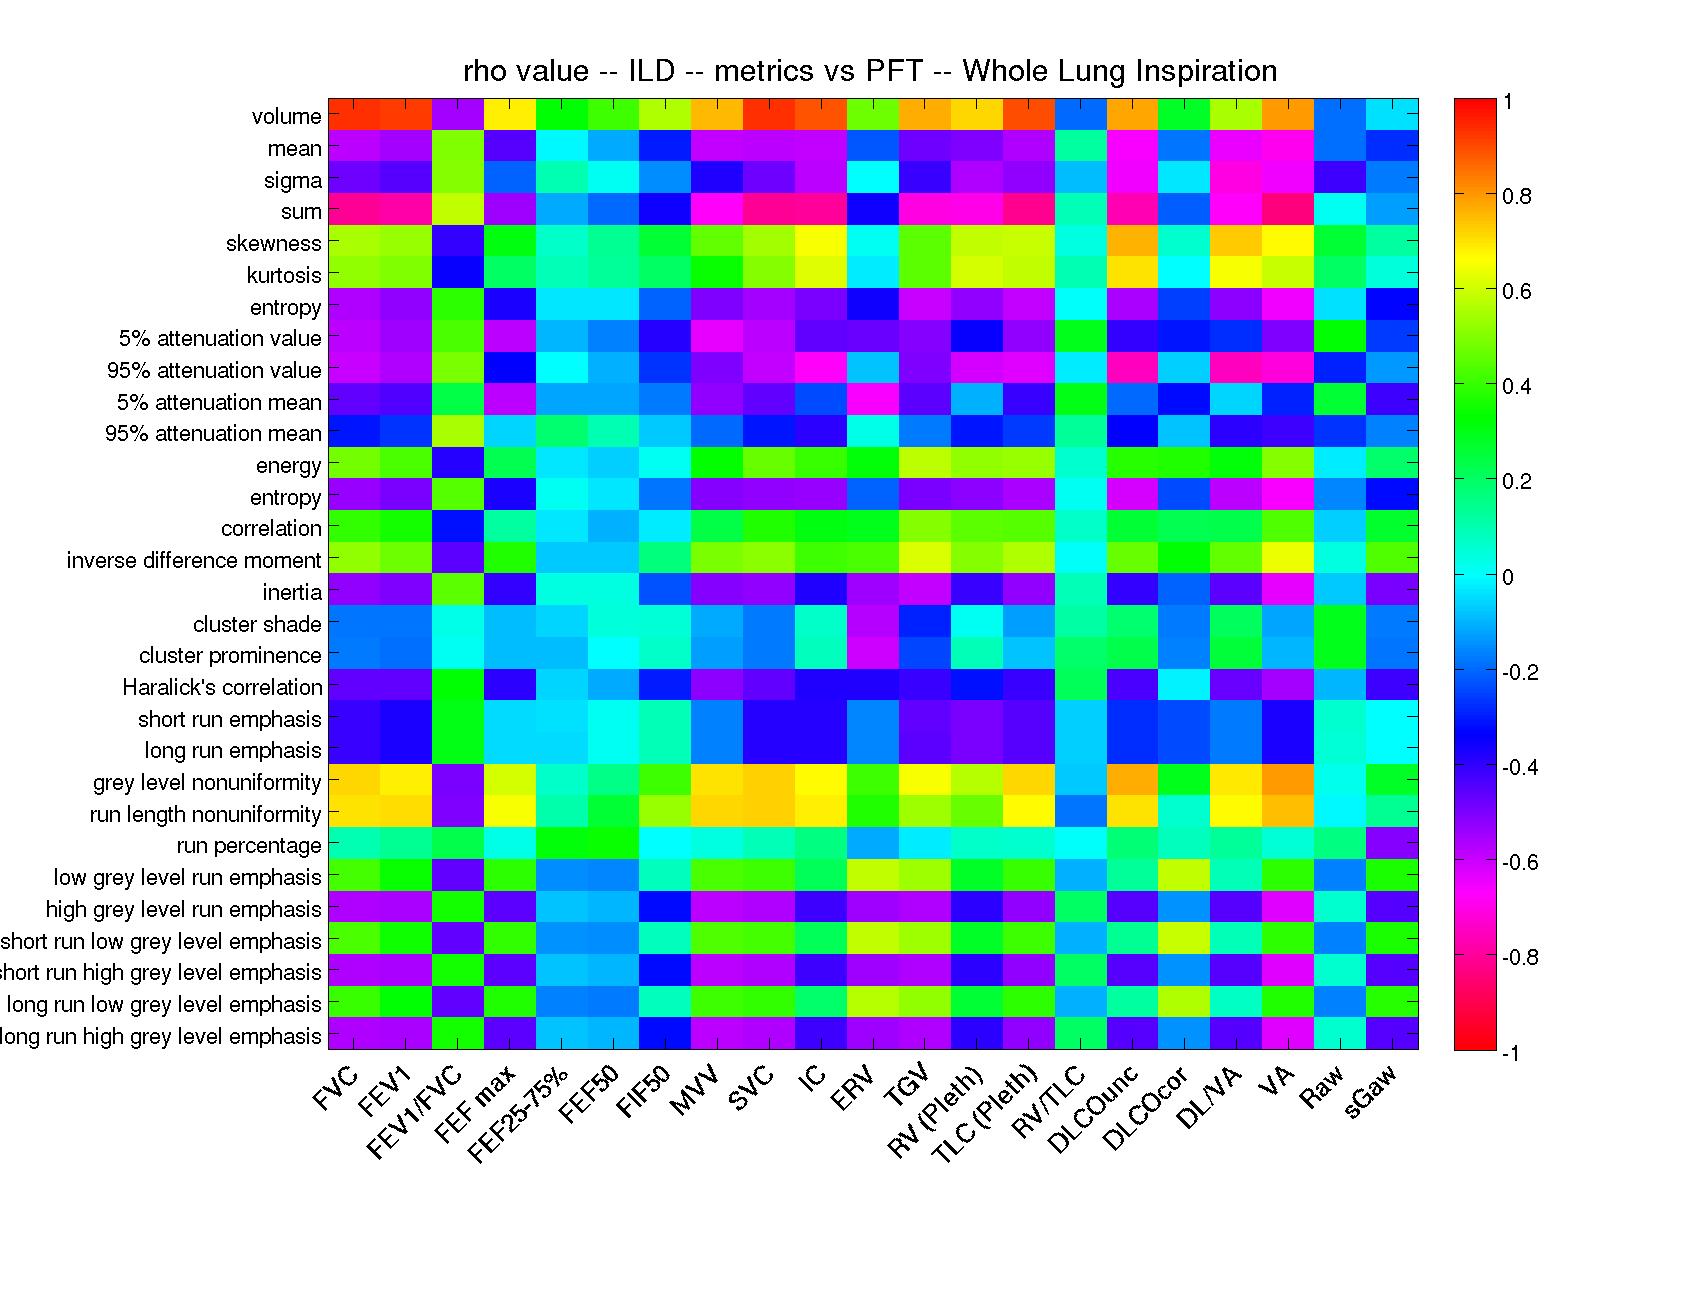 rho value -- ILD -- metrics vs PFT -- Whole Lung Inspiration
volume
mean
sigma
sum
skewness
kurtosis
entropy
5% attenuation value
95% attenuation value
5% attenuation mean
95% attenuation mean
energy
entropy
correlation
inverse difference moment
inertia
cluster shade
cluster prominence
Haralick's correlation
short run emphasis
long run emphasis
grey level nonuniformity
run length nonuniformity
run percentage
low grey level run emphasis
high grey level run emphasis
short run low grey level emphasis
short run high grey level emphasis
long run low grey level emphasis
long run high grey level emphasis
FVC
FEV1
FEV1/FVC
FEF max
FEF25-75%
FEF50
FIF50
MVV
SVC
IC
ERV
TGV
RV (Pleth)
TLC (Pleth)
RV/TLC
DLCOunc
DLCOcor
DL/VA
VA
Raw
sGaw
1
0.8
0.6
0.4
0.2
0
-0.2
-0.4
-0.6
-0.8
-1